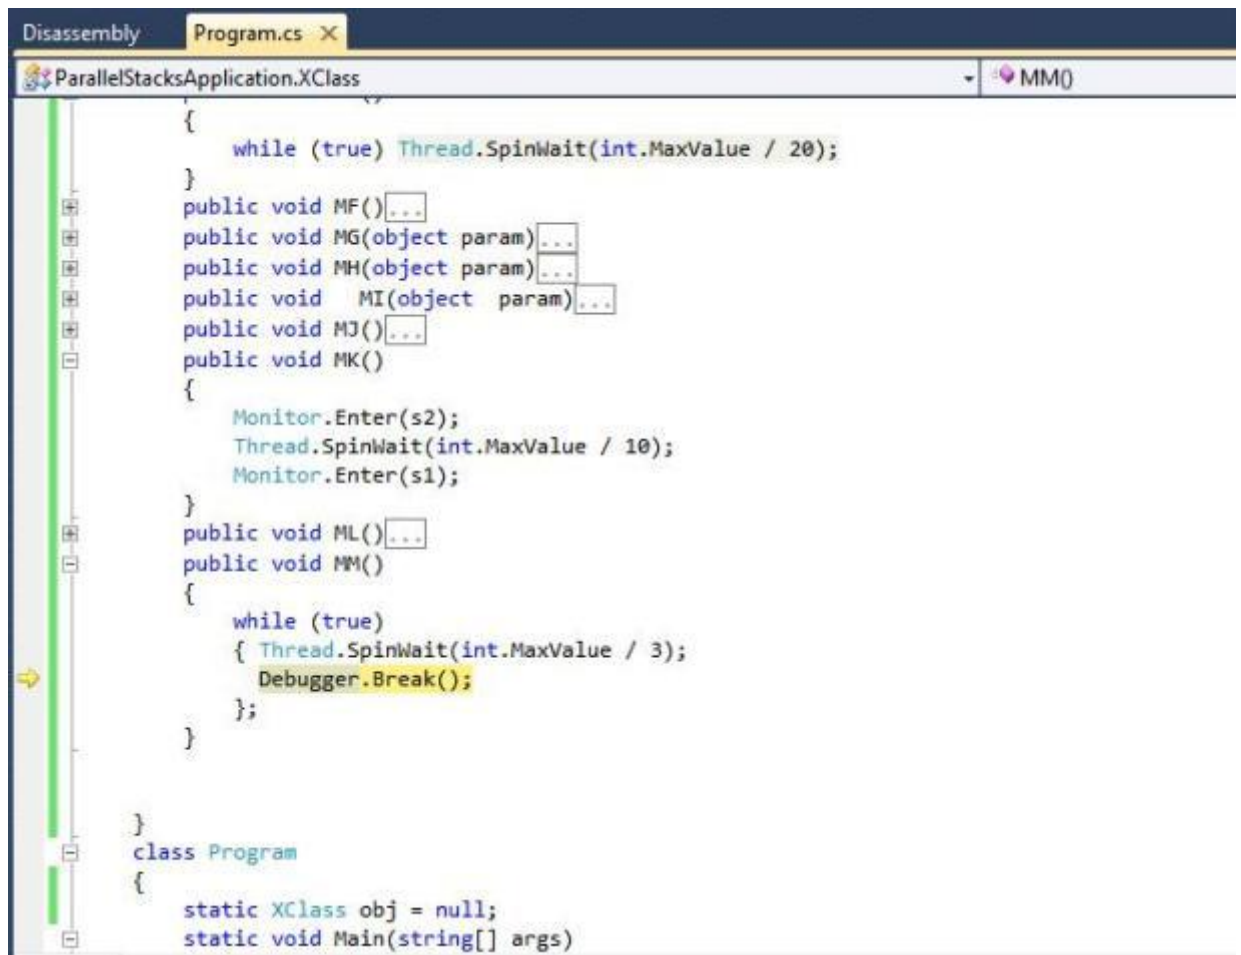 Disassembly Program.cs
ParallelStacksApplication.XClass MM()
{
while (true) Thread.SpinWait(int.MaxValue / 20);
}
public void MF()...
public void MG(object param)...
public void MH(object param)...
public void   MI(object  param)...
public void MJ()...
public void MK()
{
Monitor.Enter(s2);
Thread.SpinWait(int.MaxValue / 10);
Monitor.Enter(s1);
}
public void ML()...
public void MM()
{
while (true)
{ Thread.SpinWait(int.MaxValue / 3);
Debugger.Break();
};
}
}
class Program
{
static XClass obj = null;
static void Main(string[] args)